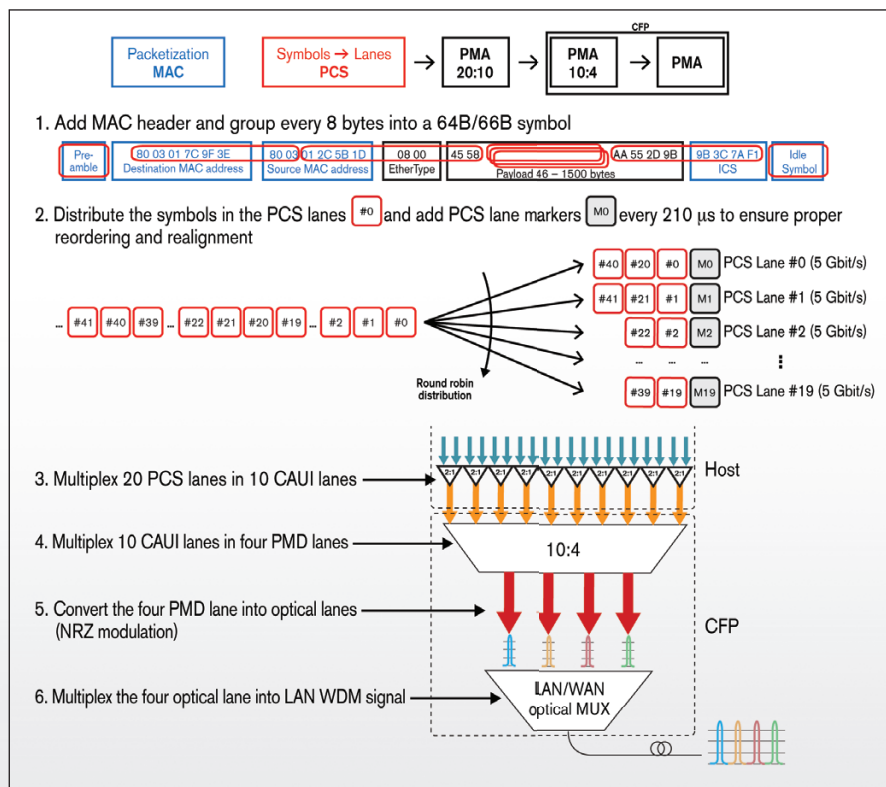 CFP
Packetization
MAC
Symbols → Lanes
PCS
PMA
20:10
PMA
10:4
PMA
1. Add MAC header and group every 8 bytes into a 64B/66B symbol
Pre-
amble
80 03 01 7C 9F 3E
Destination MAC address
80 03 01 2C 5B 1D
Source MAC address
08 00
EtherType
45 58
AA 55 2D 9B
Payload 46 – 1500 bytes
9B 3C 7A F1
ICS
Idle
Symbol
2. Distribute the symbols in the PCS lanes #0 and add PCS lane markers M0 every 210 µs to ensure proper
reordering and realignment
#40 #20 #0 M0 PCS Lane #0 (5 Gbit/s)
#41 #21 #1 M1 PCS Lane #1 (5 Gbit/s)
... #41 #40 #39 ... #22 #21 #20 #19 ... #2 #1 #0
#22 #2 M2 PCS Lane #2 (5 Gbit/s)
... ... ...
#39 #19 M19 PCS Lane #19 (5 Gbit/s)
Round robin
distribution
3. Multiplex 20 PCS lanes in 10 CAUI lanes
2:1 2:1 2:1 2:1 2:1 2:1 2:1 2:1 2:1 2:1
Host
4. Multiplex 10 CAUI lanes in four PMD lanes
10:4
5. Convert the four PMD lane into optical lanes
(NRZ modulation)
CFP
6. Multiplex the four optical lane into LAN WDM signal
LAN/WAN
optical MUX